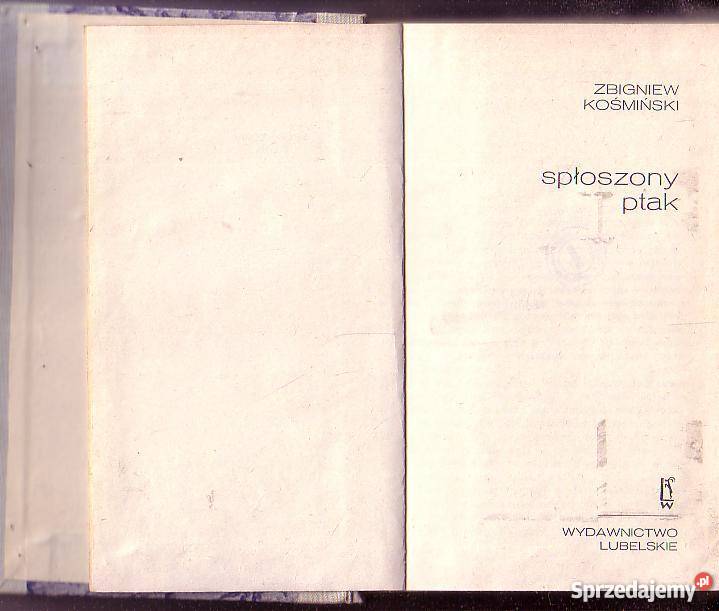 ZBIGNIEW
KOŚMIŃSKI
spłoszony
ptak
W
WYDAWNICTWO
LUBELSKIE
Sprzedajemy.pl